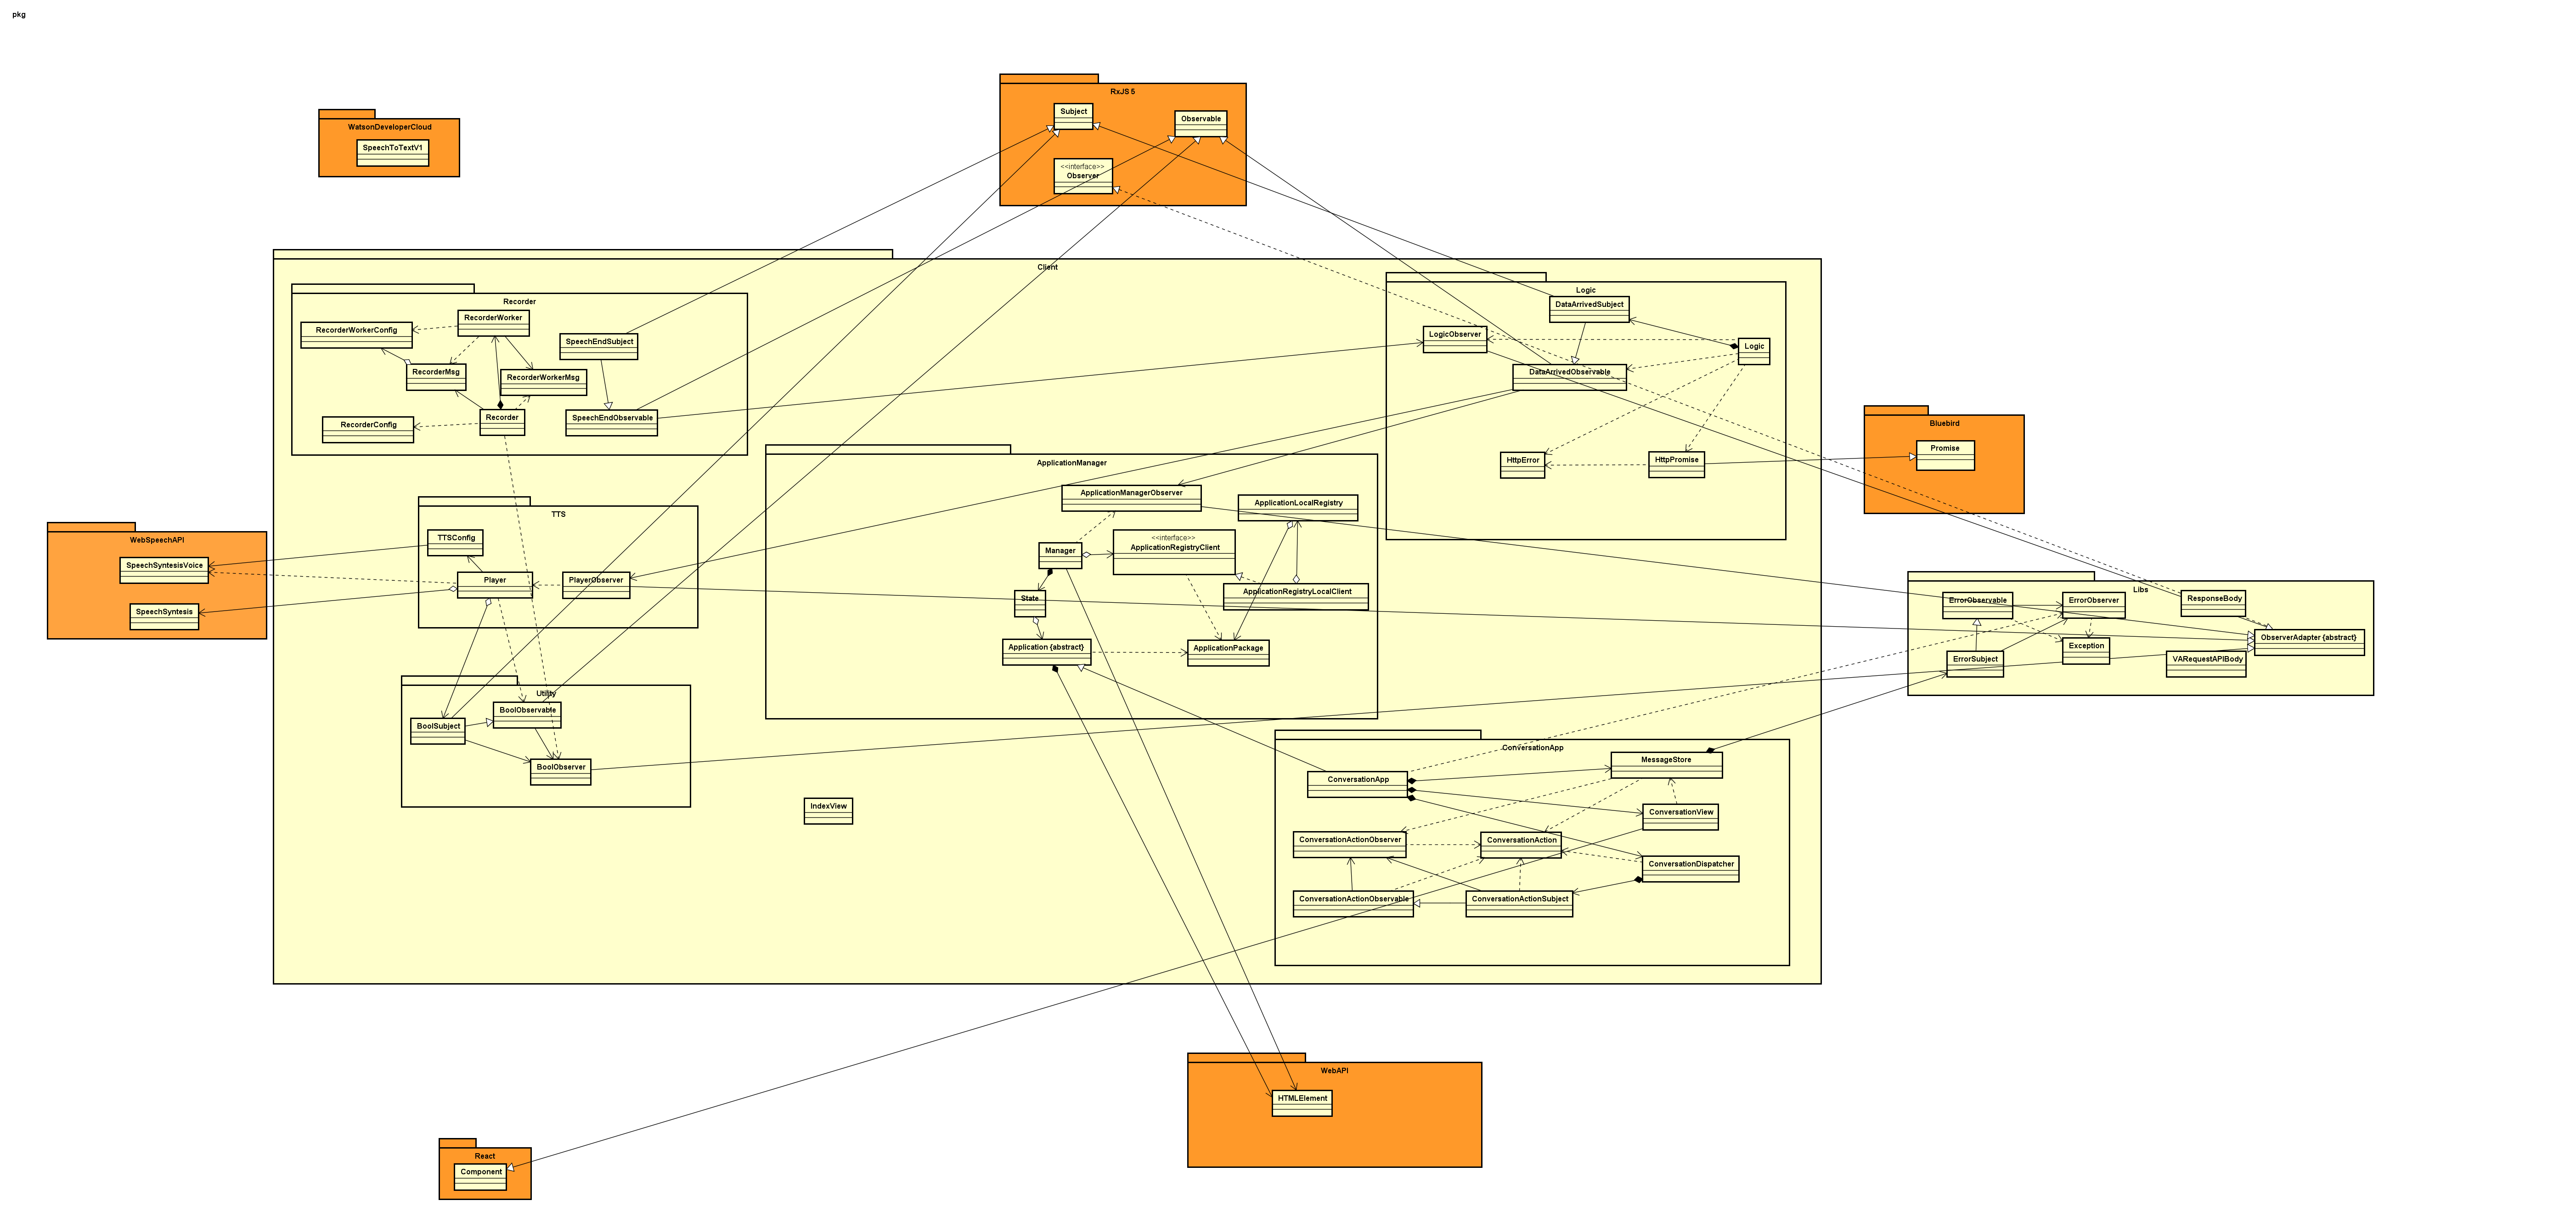 pkg
RxJS 5
Subject
Observable
<<interface>>
Observer
WatsonDeveloperCloud
SpeechToTextV1
Client
Recorder
RecorderWorker
RecorderWorkerConfig
SpeechEndSubject
RecorderMsg
RecorderWorkerMsg
Recorder
SpeechEndObservable
RecorderConfig
Logic
DataArrivedSubject
LogicObserver
Logic
DataArrivedObservable
HttpError
HttpPromise
Bluebird
Promise
ApplicationManager
ApplicationManagerObserver
ApplicationLocalRegistry
Manager
<<interface>>
ApplicationRegistryClient
State
ApplicationRegistryLocalClient
Application {abstract}
ApplicationPackage
TTS
TTSConfig
Player
PlayerObserver
WebSpeechAPI
SpeechSyntesisVoice
SpeechSyntesis
Libs
ErrorObservable
ErrorObserver
ResponseBody
ObserverAdapter {abstract}
Exception
ErrorSubject
VARequestAPIBody
Utility
BoolObservable
BoolSubject
BoolObserver
IndexView
ConversationApp
MessageStore
ConversationApp
ConversationView
ConversationActionObserver
ConversationAction
ConversationDispatcher
ConversationActionObservable
ConversationActionSubject
WebAPI
HTMLElement
React
Component